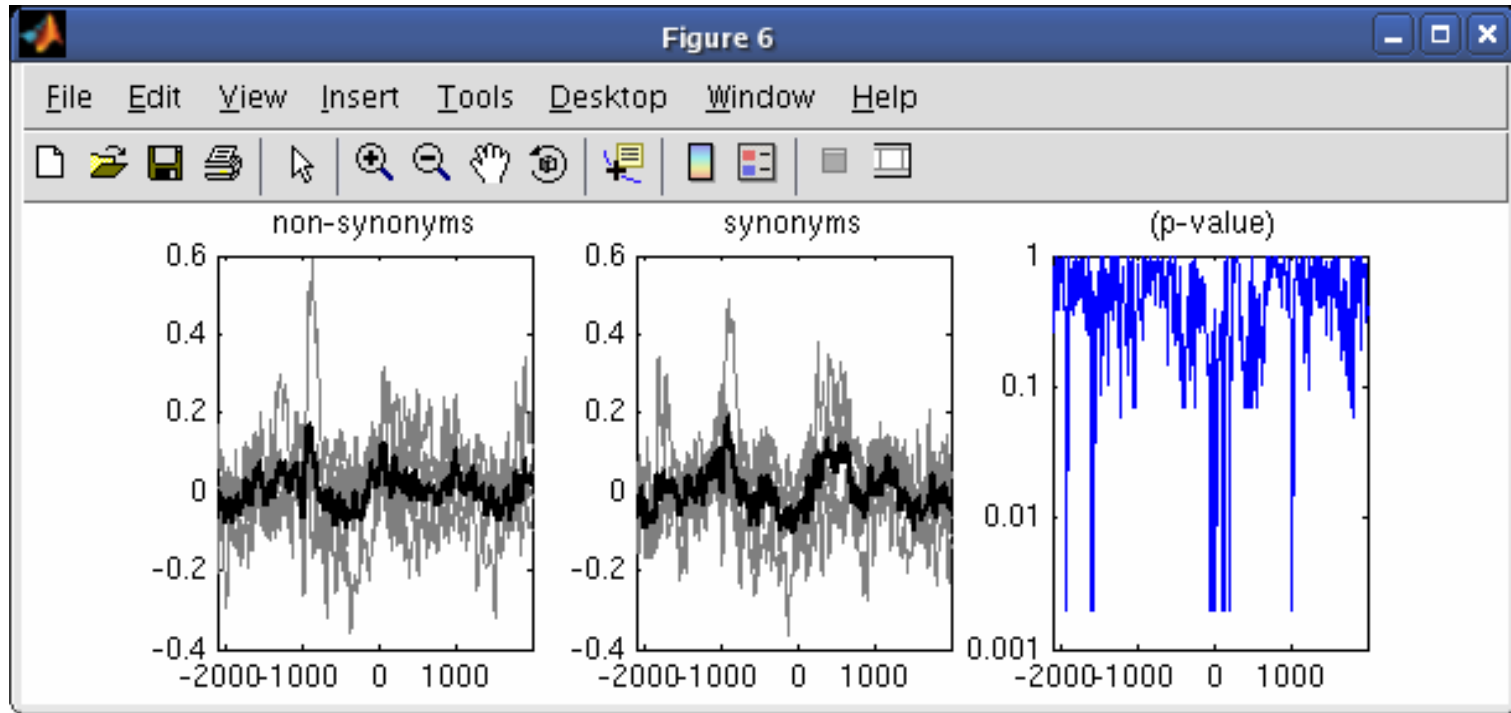 Figure 6
File Edit View Insert Tools Desktop Window Help
non-synonyms
0.6
0.4
0.2
0
-0.2
-0.4
-2000 -1000 0 1000
synonyms
0.6
0.4
0.2
0
-0.2
-0.4
-2000 -1000 0 1000
(p-value)
1
0.1
0.01
0.001
-2000 -1000 0 1000